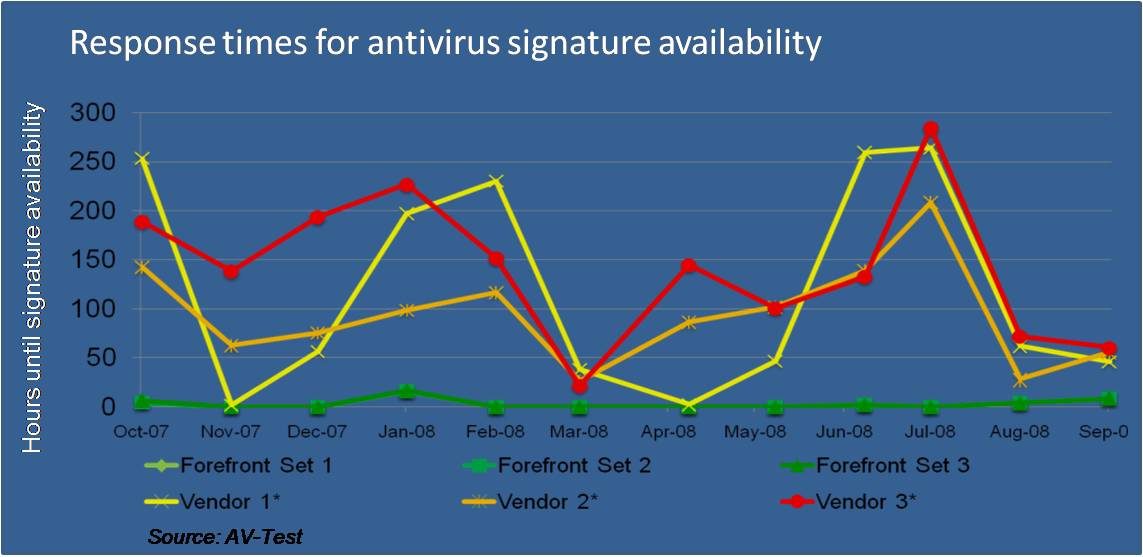 Response times for antivirus signature availability
Hours until signature availability
300
250
200
150
100
50
0
Oct-07 Nov-07 Dec-07 Jan-08 Feb-08 Mar-08 Apr-08 May-08 Jun-08 Jul-08 Aug-08 Sep-0
Forefront Set 1 Forefront Set 2 Forefront Set 3
Vendor 1* Vendor 2* Vendor 3*
Source: AV-Test